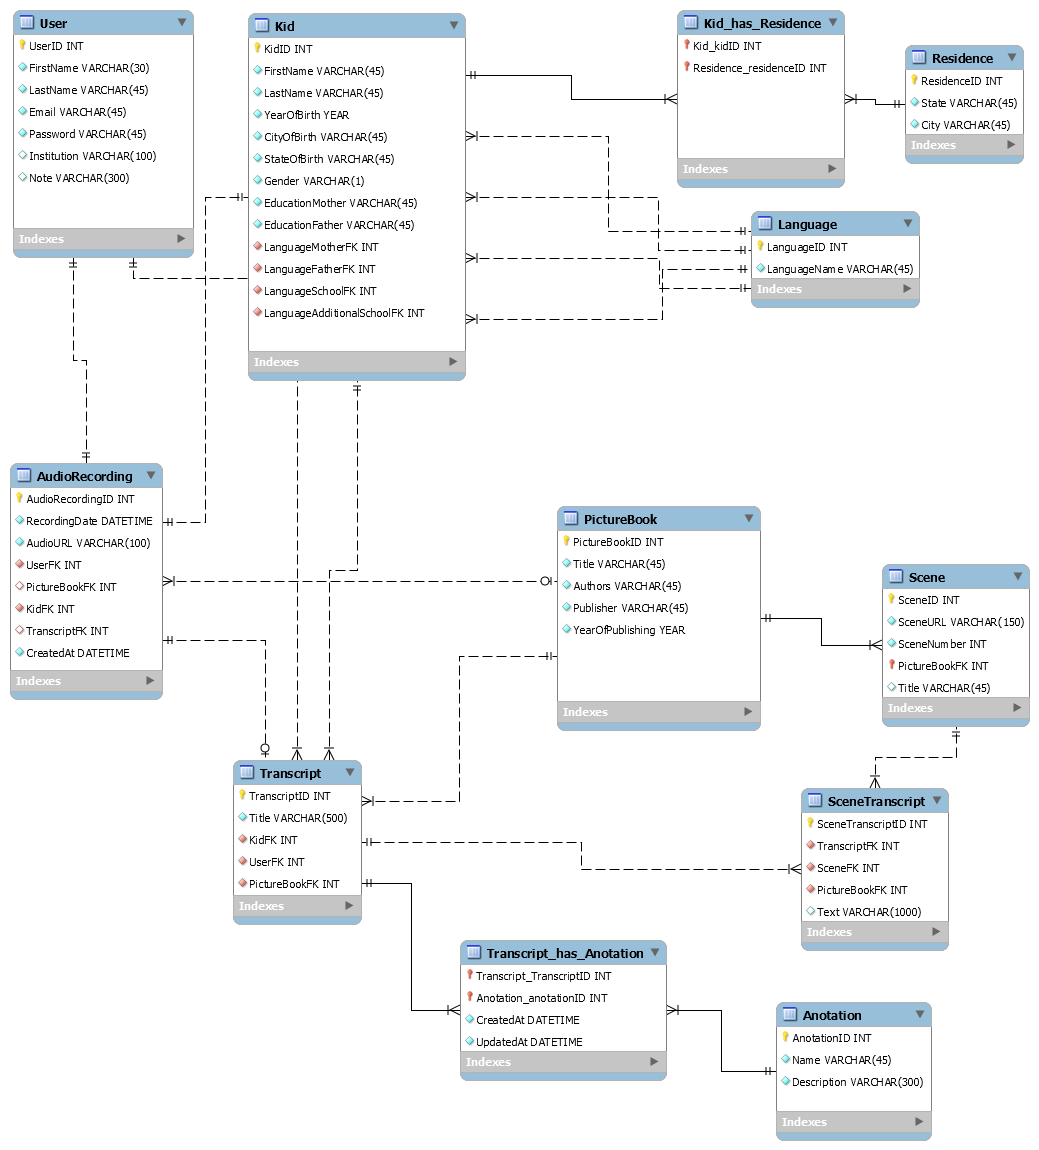 User
UserID INT
FirstName VARCHAR(30)
LastName VARCHAR(45)
Email VARCHAR(45)
Password VARCHAR(45)
Institution VARCHAR(100)
Note VARCHAR(300)
Indexes
Kid
KidID INT
FirstName VARCHAR(45)
LastName VARCHAR(45)
YearOfBirth YEAR
CityOfBirth VARCHAR(45)
StateOfBirth VARCHAR(45)
Gender VARCHAR(1)
EducationMother VARCHAR(45)
EducationFather VARCHAR(45)
LanguageMotherFK INT
LanguageFatherFK INT
LanguageSchoolFK INT
LanguageAdditionalSchoolFK INT
Indexes
Kid_has_Residence
Kid_kidID INT
Residence_residenceID INT
Indexes
Residence
ResidenceID INT
State VARCHAR(45)
City VARCHAR(45)
Indexes
Language
LanguageID INT
LanguageName VARCHAR(45)
Indexes
AudioRecording
AudioRecordingID INT
RecordingDate DATETIME
AudioURL VARCHAR(100)
UserFK INT
PictureBookFK INT
KidFK INT
TranscriptFK INT
CreatedAt DATETIME
Indexes
PictureBook
PictureBookID INT
Title VARCHAR(45)
Authors VARCHAR(45)
Publisher VARCHAR(45)
YearOfPublishing YEAR
Indexes
Scene
SceneID INT
SceneURL VARCHAR(150)
SceneNumber INT
PictureBookFK INT
Title VARCHAR(45)
Indexes
Transcript
TranscriptID INT
Title VARCHAR(500)
KidFK INT
UserFK INT
PictureBookFK INT
Indexes
SceneTranscript
SceneTranscriptID INT
TranscriptFK INT
SceneFK INT
PictureBookFK INT
Text VARCHAR(1000)
Indexes
Transcript_has_Anotation
Transcript_TranscriptID INT
Anotation_anotationID INT
CreatedAt DATETIME
UpdatedAt DATETIME
Indexes
Anotation
AnotationID INT
Name VARCHAR(45)
Description VARCHAR(300)
Indexes